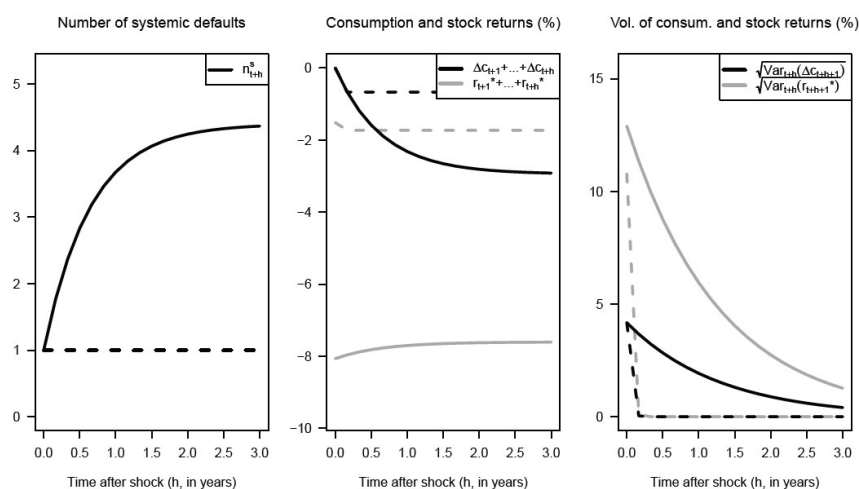 Number of systemic defaults
n^s_{t+h}
0
1
2
3
4
5
0.0 0.5 1.0 1.5 2.0 2.5 3.0
Time after shock (h, in years)
Consumption and stock returns (%)
Δc_{t+1}+...+Δc_{t+h}
r_{t+1}*+...+r_{t+h}*
0
−2
−4
−6
−8
−10
0.0 0.5 1.0 1.5 2.0 2.5 3.0
Time after shock (h, in years)
Vol. of consum. and stock returns (%)
√Var_{t+h}(Δc_{t+h+1})
√Var_{t+h}(r_{t+h+1}*)
15
10
5
0
0.0 0.5 1.0 1.5 2.0 2.5 3.0
Time after shock (h, in years)